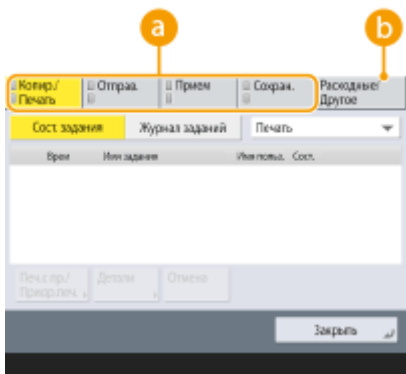 a
b
Копир./
Печать
Отправ.
Прием
Сохран.
Расходные/
Другое
Сост. задания
Журнал заданий
Печать
Врем
Имя задания
Имя польз.
Сост.
Печ.с пр./
Приор.печ.
Детали
Отмена
Закрыть